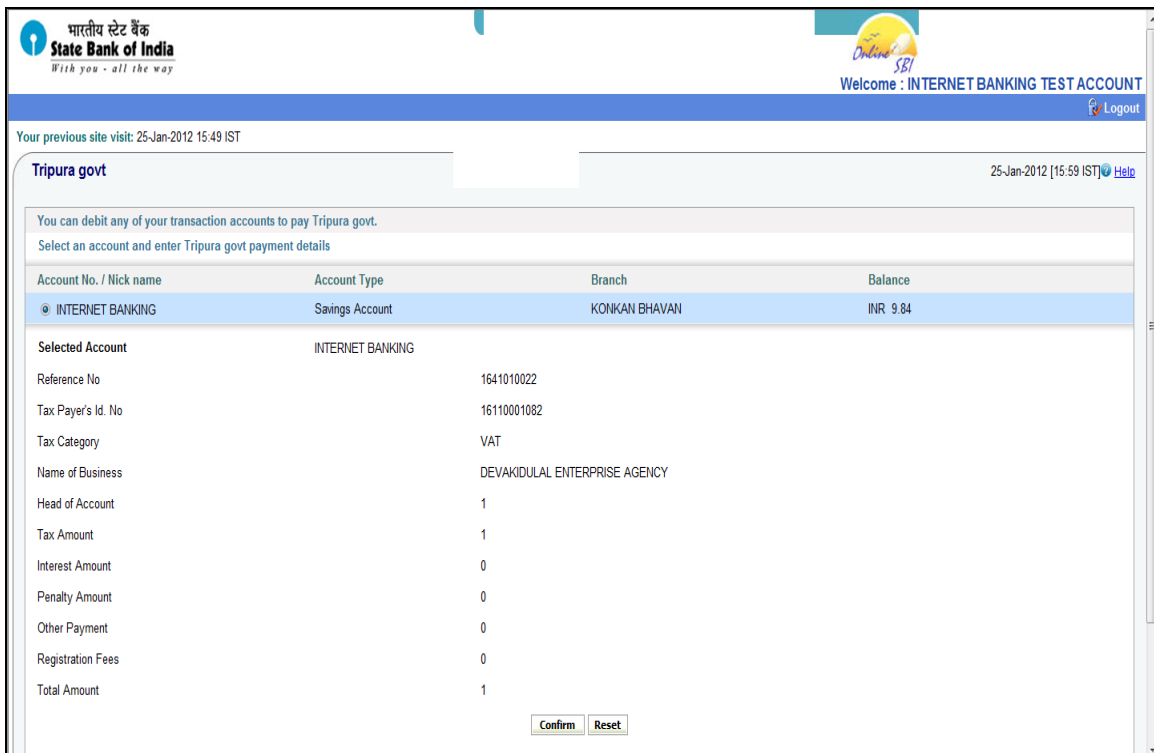 भारतीय स्टेट बैंक
State Bank of India
With you - all the way
Online SBI
Welcome : INTERNET BANKING TEST ACCOUNT
Logout
Your previous site visit: 25-Jan-2012 15:49 IST
Tripura govt 25-Jan-2012 [15:59 IST] Help
You can debit any of your transaction accounts to pay Tripura govt.
Select an account and enter Tripura govt payment details
Account No. / Nick name Account Type Branch Balance
INTERNET BANKING Savings Account KONKAN BHAVAN INR 9.84
Selected Account INTERNET BANKING
Reference No 1641010022
Tax Payer's Id. No 16110001082
Tax Category VAT
Name of Business DEVAKIDULAL ENTERPRISE AGENCY
Head of Account 1
Tax Amount 1
Interest Amount 0
Penalty Amount 0
Other Payment 0
Registration Fees 0
Total Amount 1
Confirm Reset